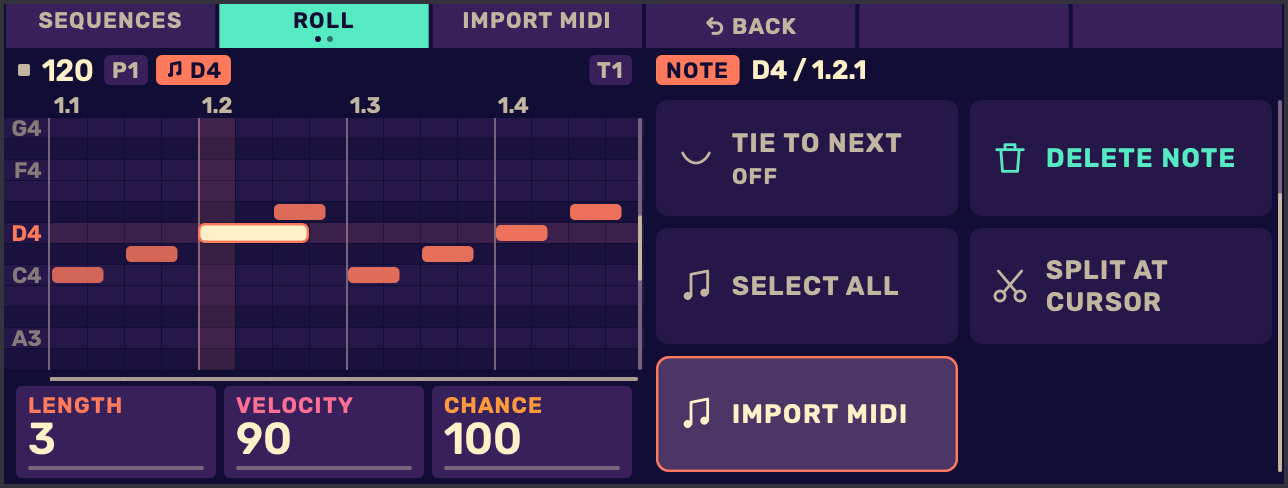 SEQUENCES
ROLL
IMPORT MIDI
BACK
120
P1
D4
T1
NOTE
D4 / 1.2.1
1.1
1.2
1.3
1.4
G4
F4
D4
C4
A3
TIE TO NEXT
OFF
DELETE NOTE
SELECT ALL
SPLIT AT
CURSOR
IMPORT MIDI
LENGTH
3
VELOCITY
90
CHANCE
100